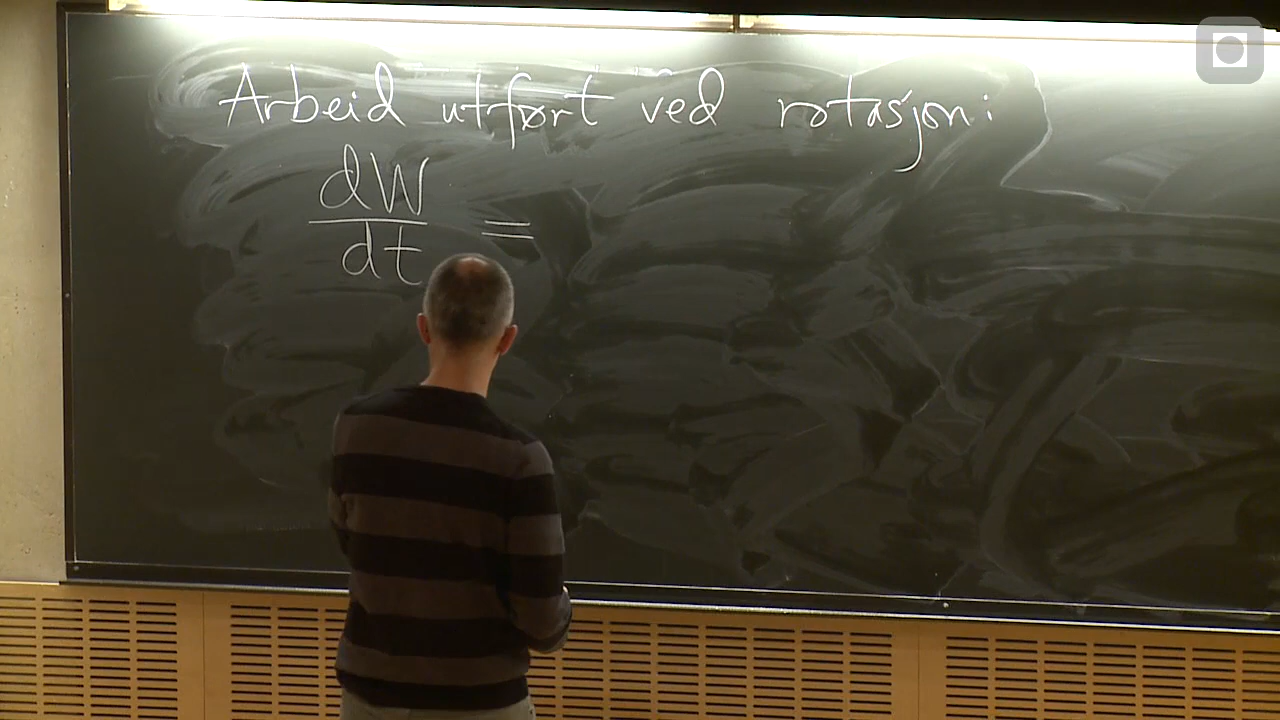 Arbeid utført ved rotasjon:
dW
dt =